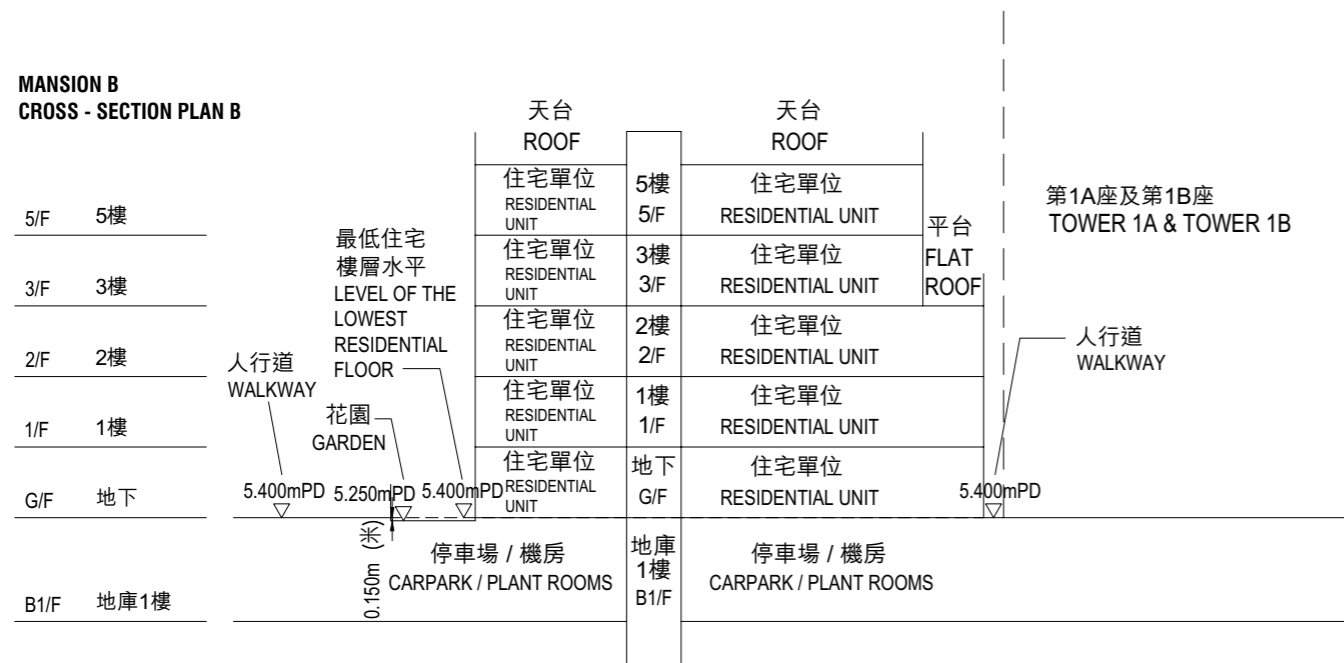 MANSION B
CROSS - SECTION PLAN B
天台
ROOF
天台
ROOF
5/F 5樓
住宅單位
RESIDENTIAL
UNIT
5樓
5/F
住宅單位
RESIDENTIAL UNIT
平台
FLAT
ROOF
第1A座及第1B座
TOWER 1A & TOWER 1B
3/F 3樓
住宅單位
RESIDENTIAL
UNIT
3樓
3/F
住宅單位
RESIDENTIAL UNIT
最低住宅
樓層水平
LEVEL OF THE
LOWEST
RESIDENTIAL
FLOOR
2/F 2樓
人行道
WALKWAY
住宅單位
RESIDENTIAL
UNIT
2樓
2/F
住宅單位
RESIDENTIAL UNIT
人行道
WALKWAY
1/F 1樓
花園
GARDEN
住宅單位
RESIDENTIAL
UNIT
1樓
1/F
住宅單位
RESIDENTIAL UNIT
G/F 地下
5.400mPD
5.250mPD
5.400mPD
住宅單位
RESIDENTIAL
UNIT
地下
G/F
住宅單位
RESIDENTIAL UNIT
5.400mPD
B1/F 地庫1樓
0.150m (米)
停車場 / 機房
CARPARK / PLANT ROOMS
地庫
1樓
B1/F
停車場 / 機房
CARPARK / PLANT ROOMS